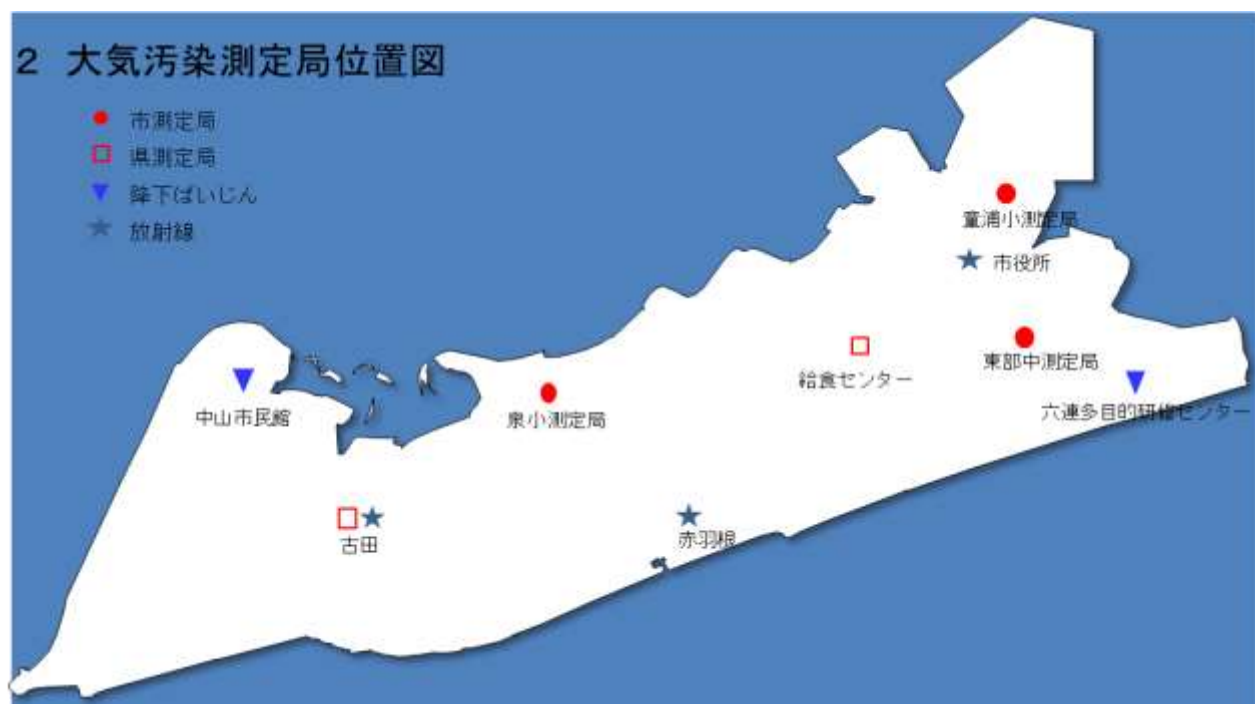 2 大気汚染測定局位置図
市測定局
県測定局
降下ばいじん
放射線
童浦小測定局
市役所
東部中測定局
給食センター
六連多目的研修センター
中山市民館
泉小測定局
古田
赤羽根